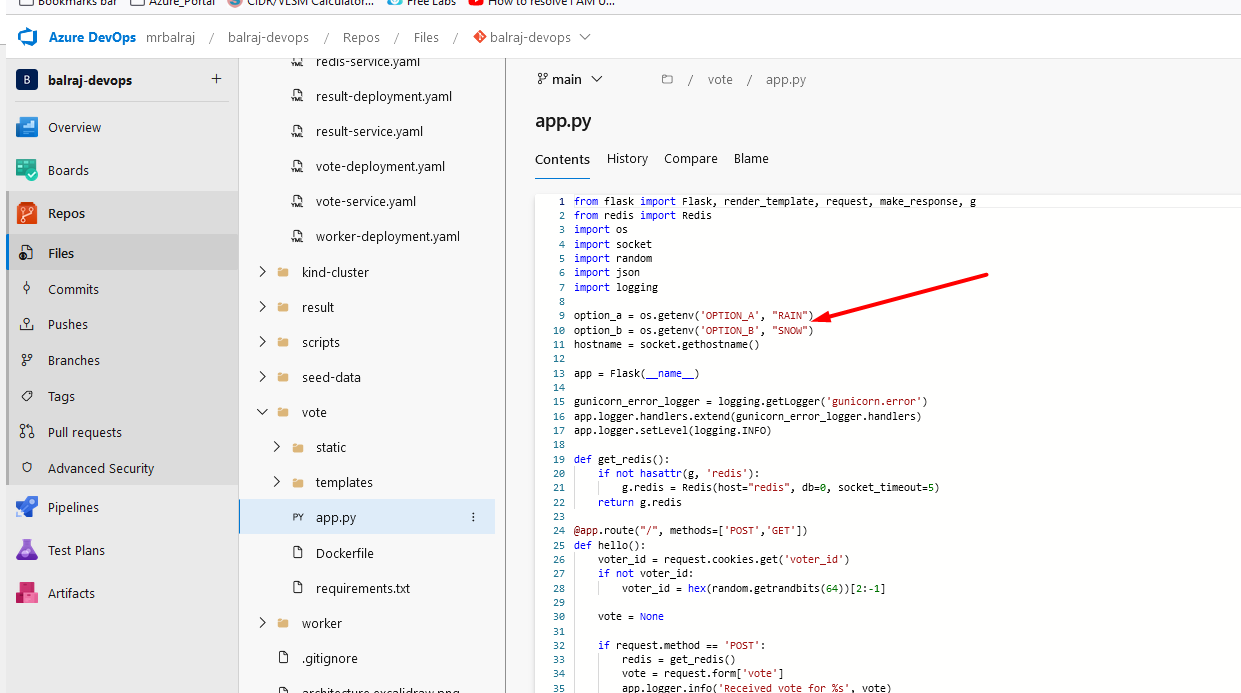 Bookmarks bar Azure_Portal CIDR/VLSM Calculator... Free Labs How to resolve I AM U...
Azure DevOps mrbalraj / balraj-devops / Repos / Files / balraj-devops
B balraj-devops +
Overview
Boards
Repos
Files
Commits
Pushes
Branches
Tags
Pull requests
Advanced Security
Pipelines
Test Plans
Artifacts
YML redis-service.yaml
YML result-deployment.yaml
YML result-service.yaml
YML vote-deployment.yaml
YML vote-service.yaml
YML worker-deployment.yaml
kind-cluster
result
scripts
seed-data
vote
static
templates
PY app.py
Dockerfile
requirements.txt
worker
.gitignore
architecture.excalidraw.png
main / vote / app.py
app.py
Contents History Compare Blame
1 from flask import Flask, render_template, request, make_response, g
2 from redis import Redis
3 import os
4 import socket
5 import random
6 import json
7 import logging
8
9 option_a = os.getenv('OPTION_A', "RAIN")
10 option_b = os.getenv('OPTION_B', "SNOW")
11 hostname = socket.gethostname()
12
13 app = Flask(__name__)
14
15 gunicorn_error_logger = logging.getLogger('gunicorn.error')
16 app.logger.handlers.extend(gunicorn_error_logger.handlers)
17 app.logger.setLevel(logging.INFO)
18
19 def get_redis():
20 if not hasattr(g, 'redis'):
21 g.redis = Redis(host="redis", db=0, socket_timeout=5)
22 return g.redis
23
24 @app.route("/", methods=['POST','GET'])
25 def hello():
26 voter_id = request.cookies.get('voter_id')
27 if not voter_id:
28 voter_id = hex(random.getrandbits(64))[2:-1]
29
30 vote = None
31
32 if request.method == 'POST':
33 redis = get_redis()
34 vote = request.form['vote']
35 app.logger.info('Received vote for %s', vote)